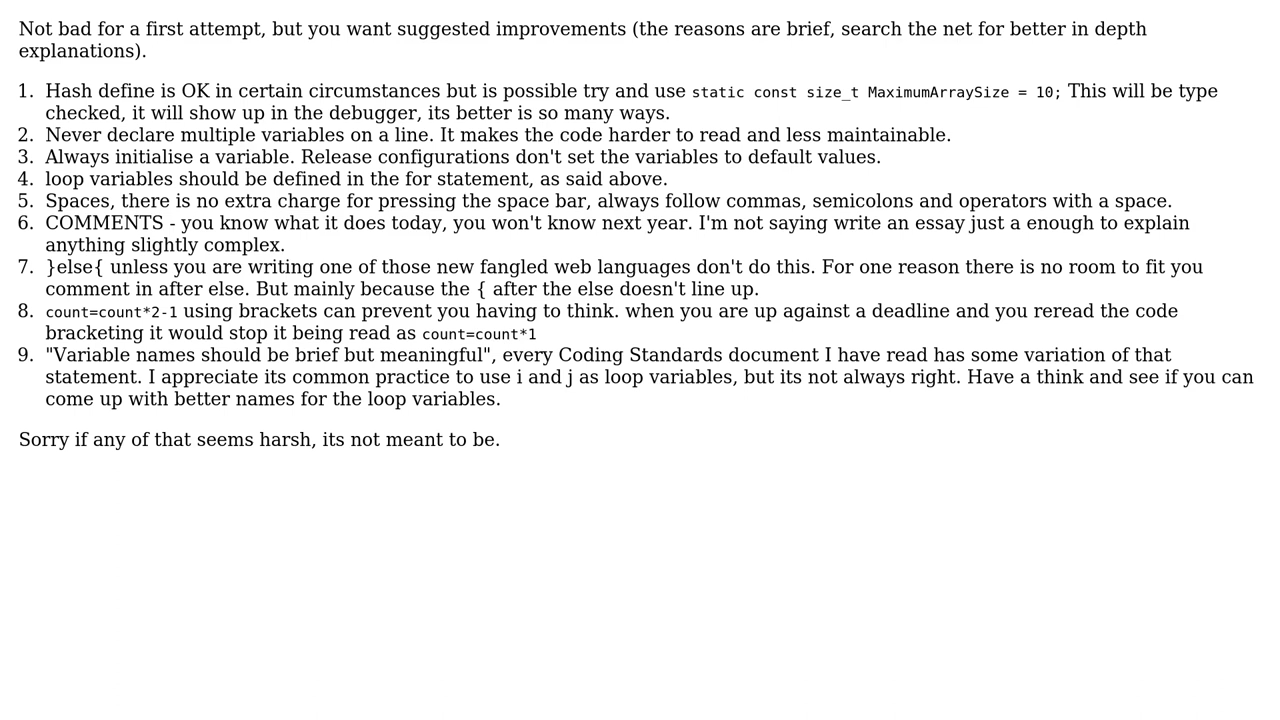 Not bad for a first attempt, but you want suggested improvements (the reasons are brief, search the net for better in depth
explanations).
1. Hash define is OK in certain circumstances but is possible try and use static const size_t MaximumArraySize = 10; This will be type
checked, it will show up in the debugger, its better is so many ways.
2. Never declare multiple variables on a line. It makes the code harder to read and less maintainable.
3. Always initialise a variable. Release configurations don't set the variables to default values.
4. loop variables should be defined in the for statement, as said above.
5. Spaces, there is no extra charge for pressing the space bar, always follow commas, semicolons and operators with a space.
6. COMMENTS - you know what it does today, you won't know next year. I'm not saying write an essay just a enough to explain
anything slightly complex.
7. }else{ unless you are writing one of those new fangled web languages don't do this. For one reason there is no room to fit you
comment in after else. But mainly because the { after the else doesn't line up.
8. count=count*2-1 using brackets can prevent you having to think. when you are up against a deadline and you reread the code
bracketing it would stop it being read as count=count*1
9. "Variable names should be brief but meaningful", every Coding Standards document I have read has some variation of that
statement. I appreciate its common practice to use i and j as loop variables, but its not always right. Have a think and see if you can
come up with better names for the loop variables.
Sorry if any of that seems harsh, its not meant to be.